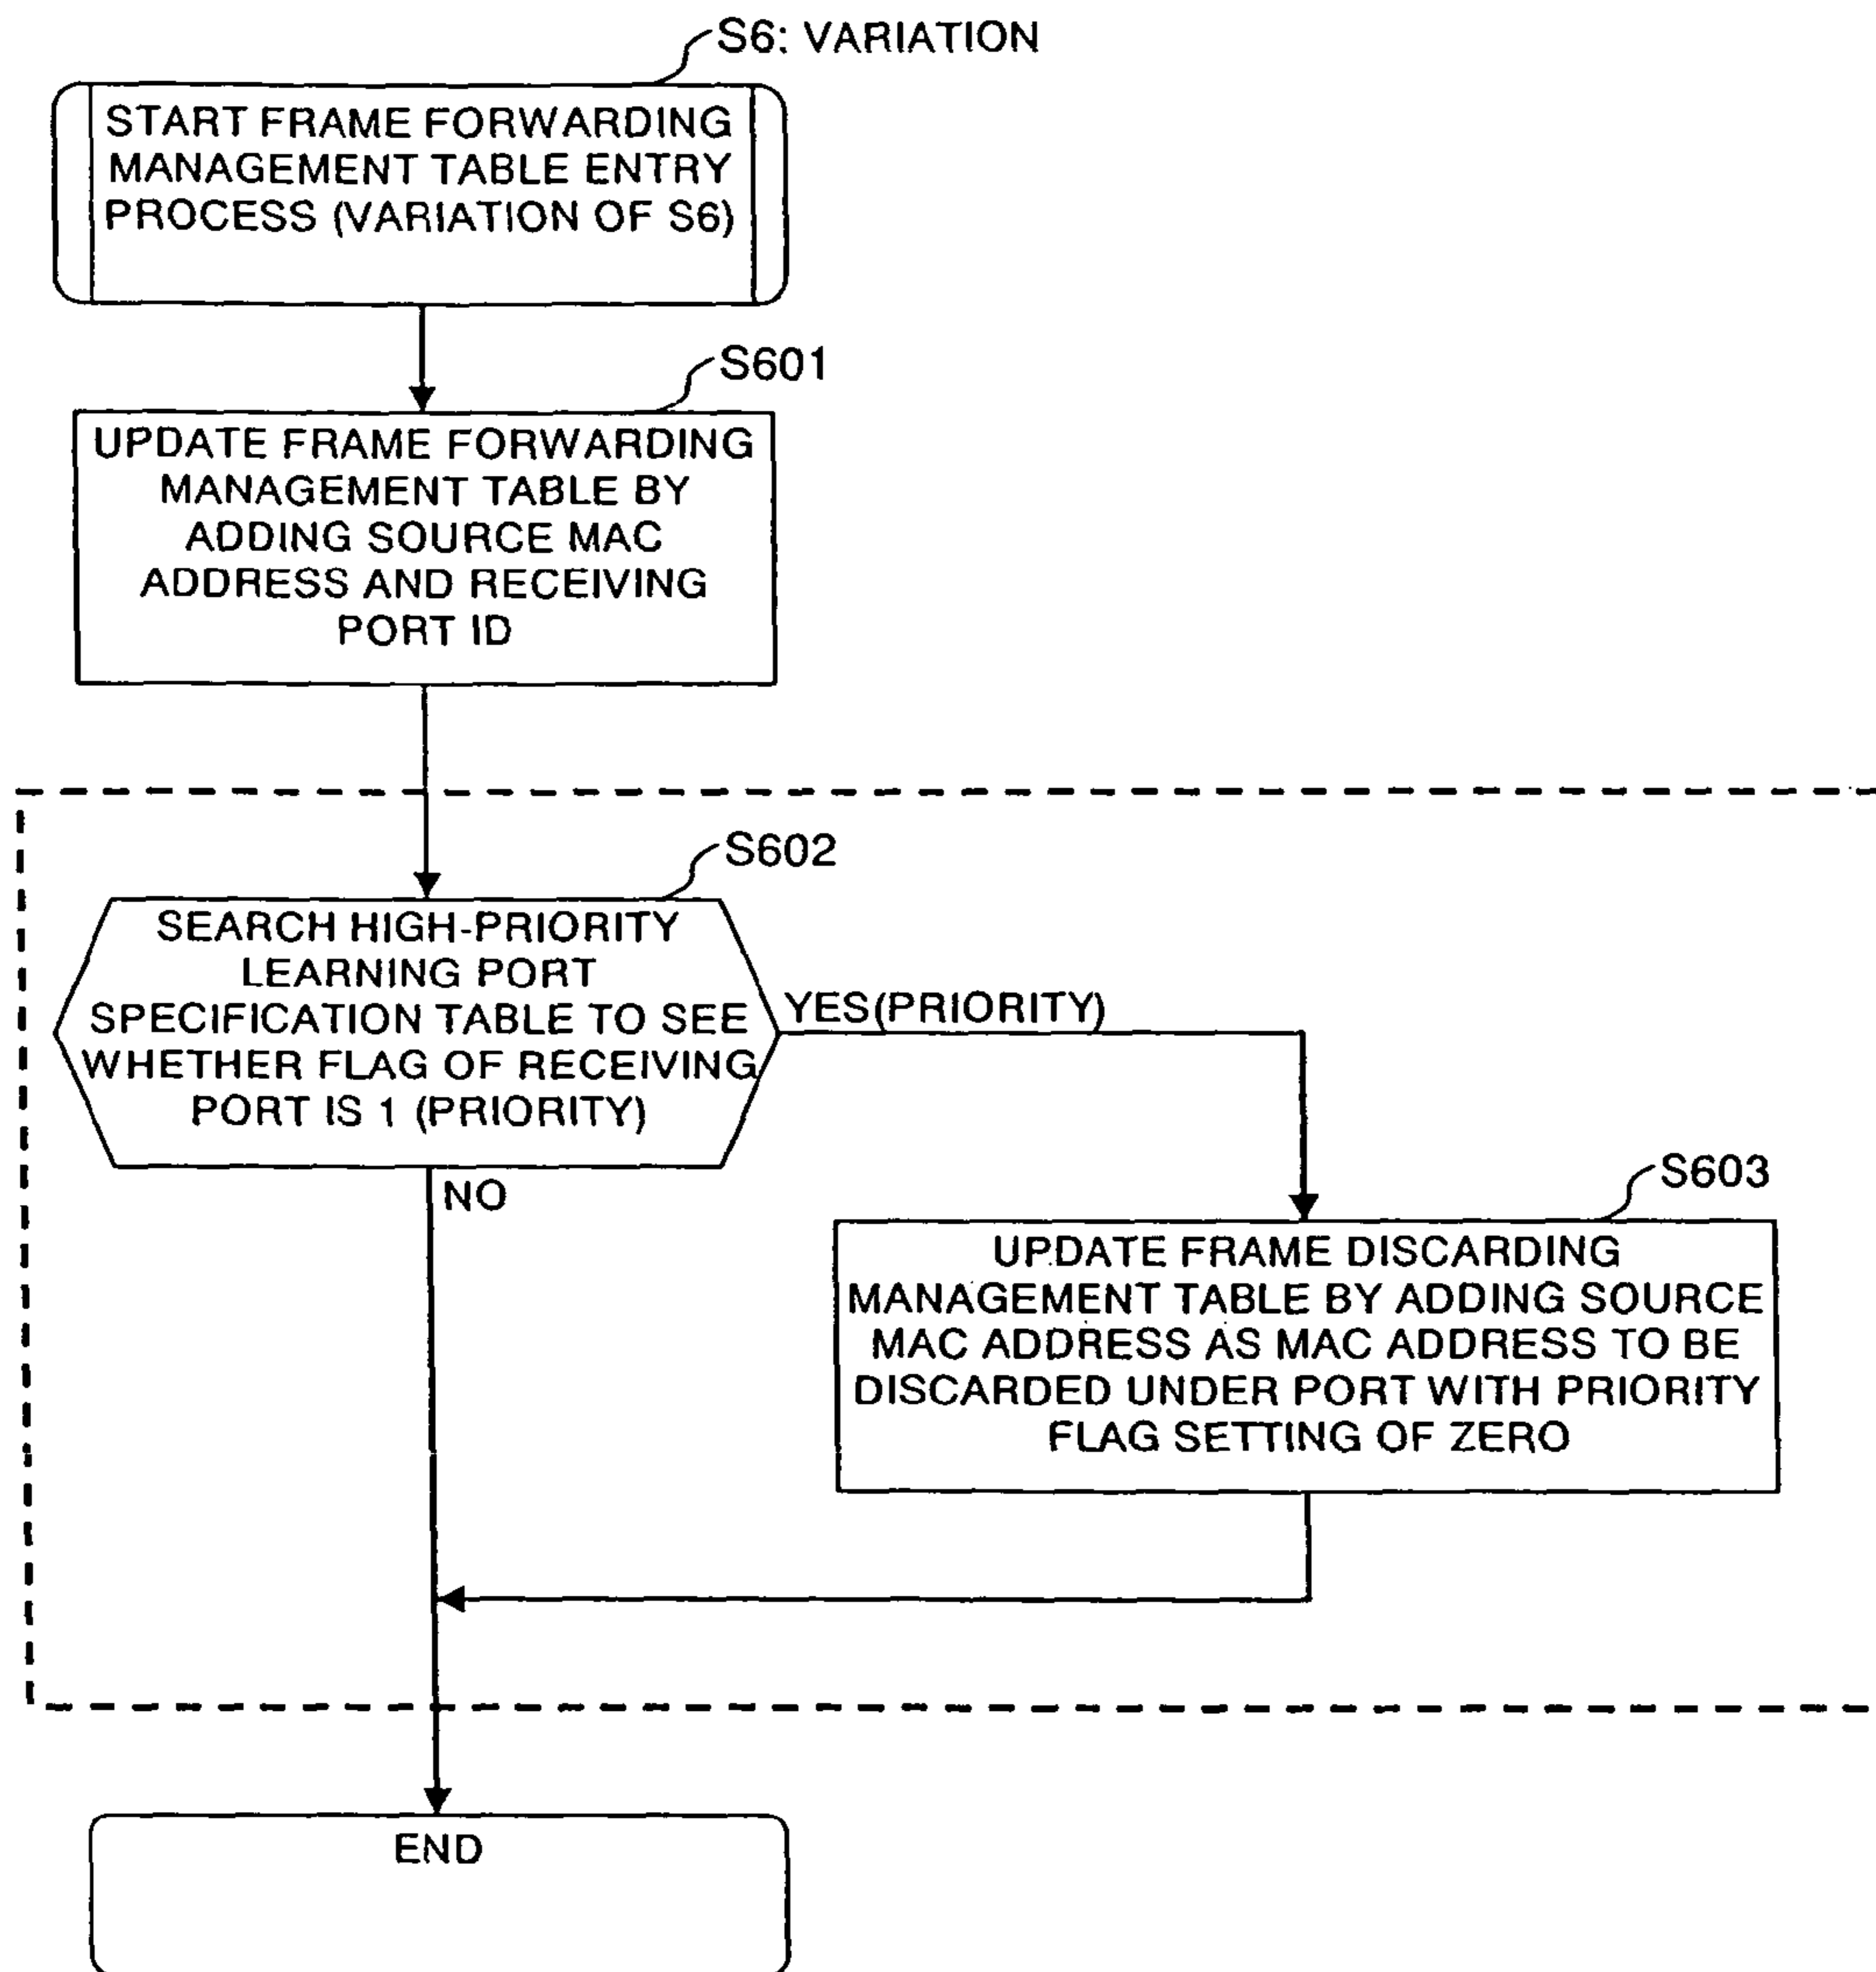 S6: VARIATION
START FRAME FORWARDING
MANAGEMENT TABLE ENTRY
PROCESS (VARIATION OF S6)
S601
UPDATE FRAME FORWARDING
MANAGEMENT TABLE BY
ADDING SOURCE MAC
ADDRESS AND RECEIVING
PORT ID
S602
SEARCH HIGH-PRIORITY
LEARNING PORT
SPECIFICATION TABLE TO SEE
WHETHER FLAG OF RECEIVING
PORT IS 1 (PRIORITY)
YES(PRIORITY)
NO
S603
UPDATE FRAME DISCARDING
MANAGEMENT TABLE BY ADDING SOURCE
MAC ADDRESS AS MAC ADDRESS TO BE
DISCARDED UNDER PORT WITH PRIORITY
FLAG SETTING OF ZERO
END